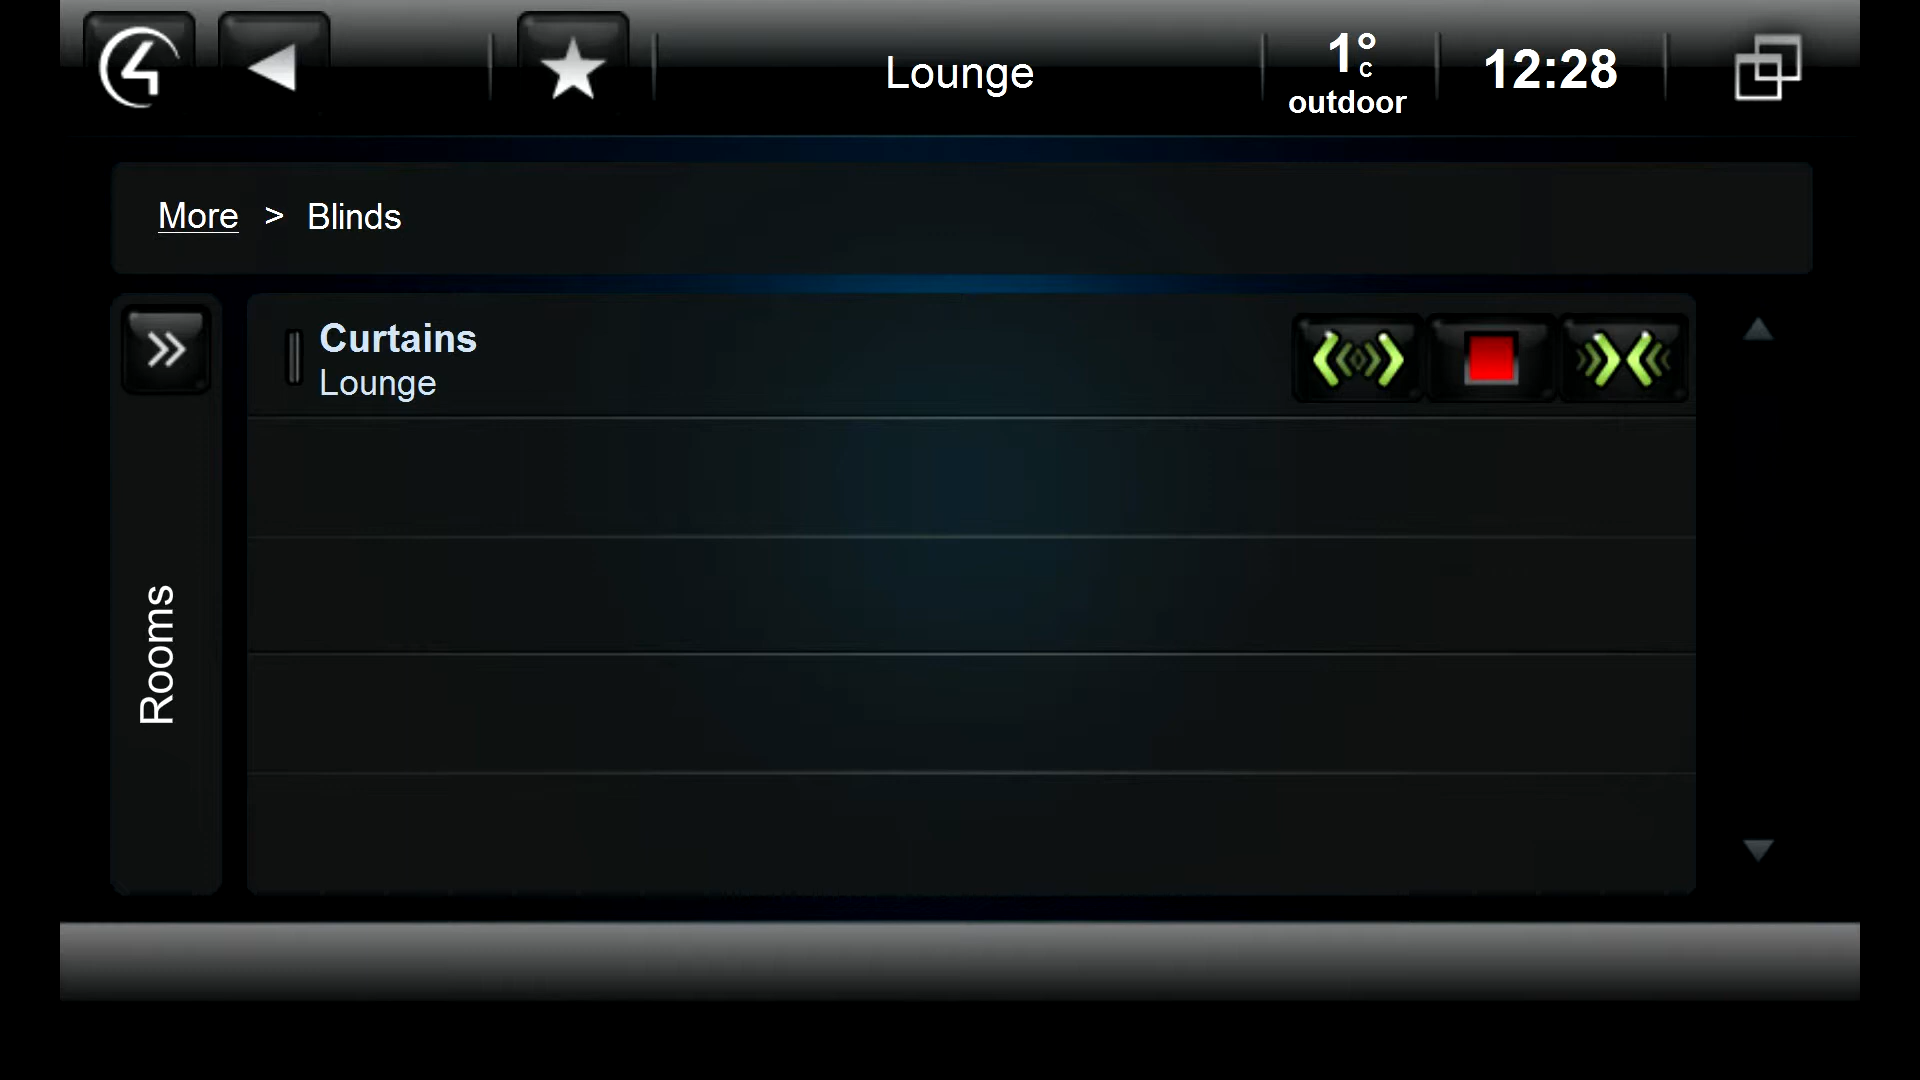 Lounge
1°c
outdoor
12:28
More > Blinds
Curtains
Lounge
Rooms